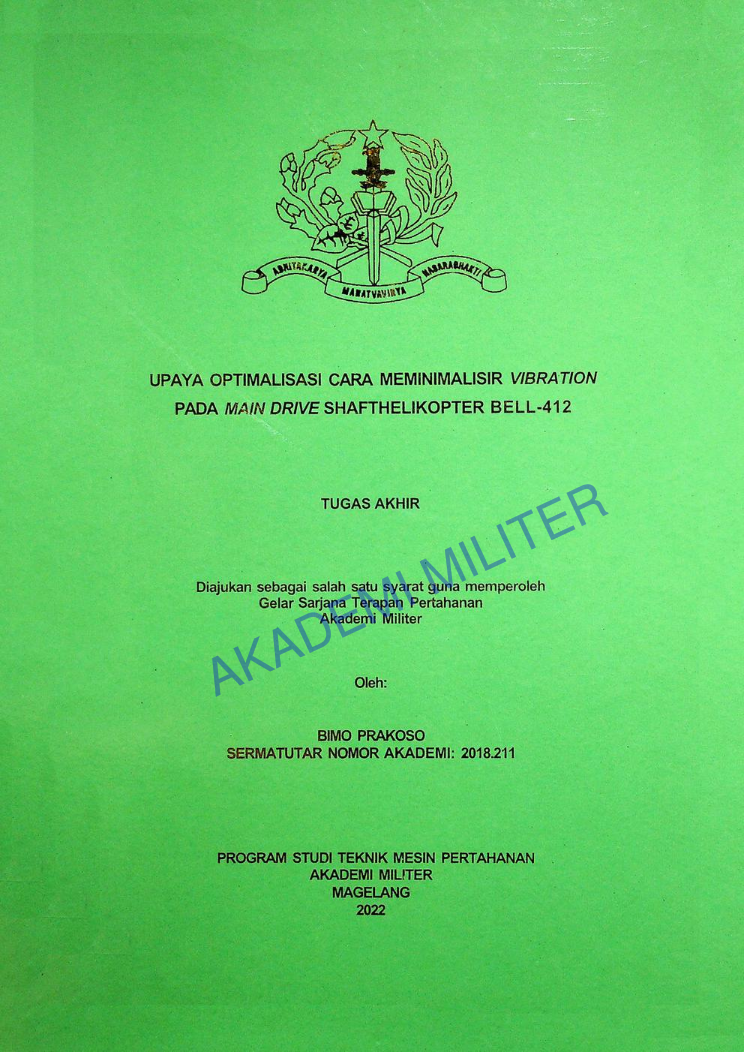 ADHITAKARYA
MAHATVAVIRYA
NAGARABHAKTI
UPAYA OPTIMALISASI CARA MEMINIMALISIR VIBRATION
PADA MAIN DRIVE SHAFTHELIKOPTER BELL-412
TUGAS AKHIR
Diajukan sebagai salah satu syarat guna memperoleh
Gelar Sarjana Terapan Pertahanan
Akademi Militer
AKADEMI MILITER
Oleh:
BIMO PRAKOSO
SERMATUTAR NOMOR AKADEMI: 2018.211
PROGRAM STUDI TEKNIK MESIN PERTAHANAN
AKADEMI MILITER
MAGELANG
2022